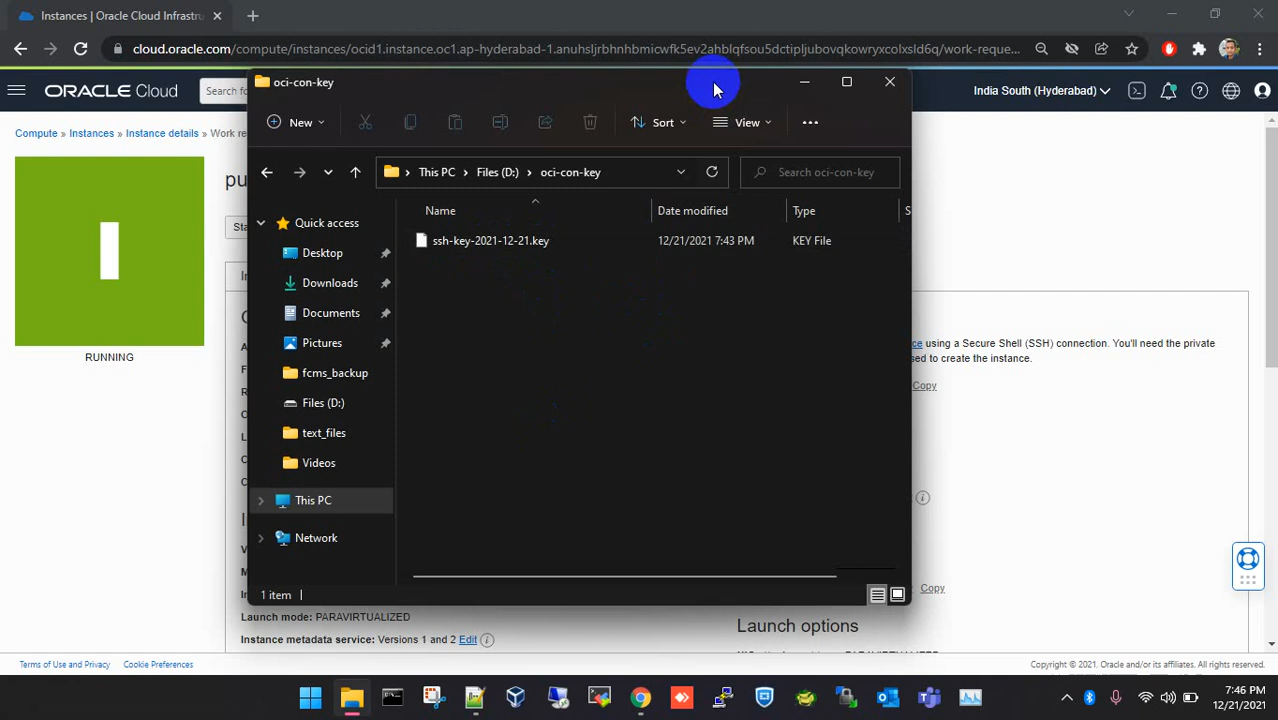 Instances | Oracle Cloud Infrastru
cloud.oracle.com/compute/instances/ocid1.instance.oc1.ap-hyderabad-1.anuhsljrbhnhbmicwfk5ev2ahblqfsou5dctipljubovqkowryxcolxsld6q/work-reque...
ORACLE Cloud
Search fo
India South (Hyderabad)
Compute » Instances » Instance details » Work r
RUNNING
pu
Sta
oci-con-key
New
Sort
View
This PC › Files (D:) › oci-con-key
Search oci-con-key
Name
Date modified
Type
S
ssh-key-2021-12-21.key
12/21/2021 7:43 PM
KEY File
Quick access
Desktop
Downloads
Documents
Pictures
fcms_backup
Files (D:)
text_files
Videos
This PC
Network
1 item
ce using a Secure Shell (SSH) connection. You'll need the private
sed to create the instance.
Copy
Copy
Launch mode: PARAVIRTUALIZED
Instance metadata service: Versions 1 and 2 Edit
Launch options
Terms of Use and Privacy
Cookie Preferences
Copyright © 2021, Oracle and/or its affiliates. All rights reserved.
7:46 PM
12/21/2021